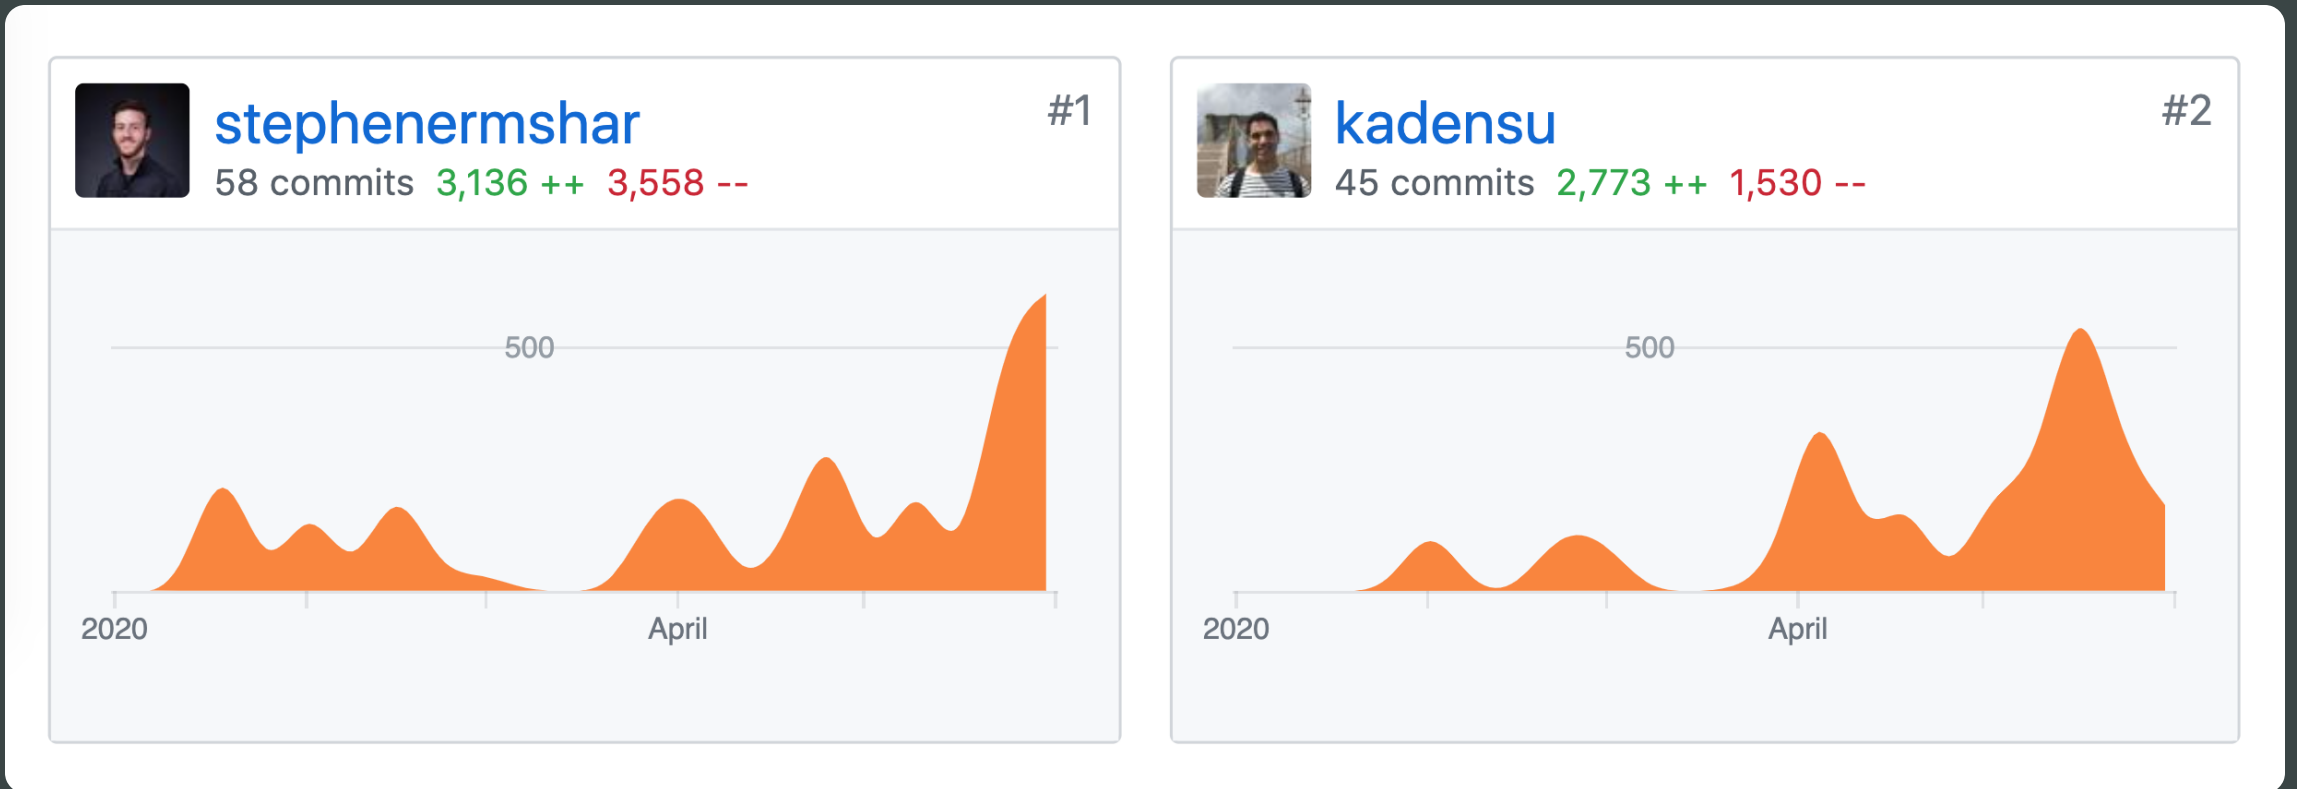 stephenermshar #1
58 commits 3,136 ++ 3,558 --
500
2020 April
kadensu #2
45 commits 2,773 ++ 1,530 --
500
2020 April